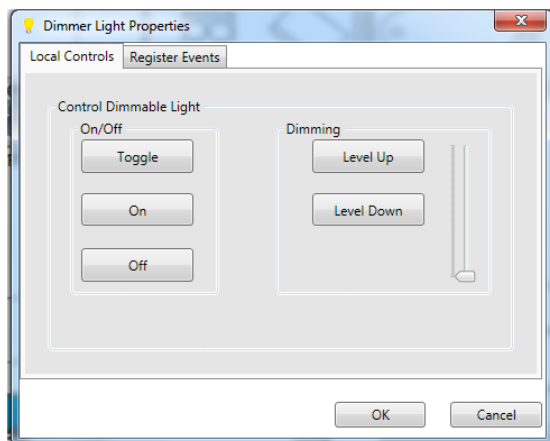 Dimmer Light Properties
Local Controls
Register Events
Control Dimmable Light
On/Off
Toggle
On
Off
Dimming
Level Up
Level Down
OK
Cancel